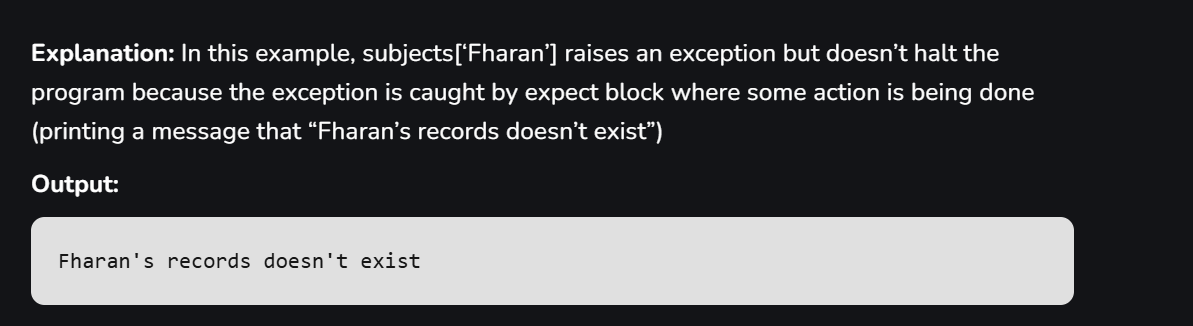 Explanation: In this example, subjects[‘Fharan’] raises an exception but doesn’t halt the
program because the exception is caught by expect block where some action is being done
(printing a message that “Fharan’s records doesn’t exist”)
Output:
Fharan's records doesn't exist